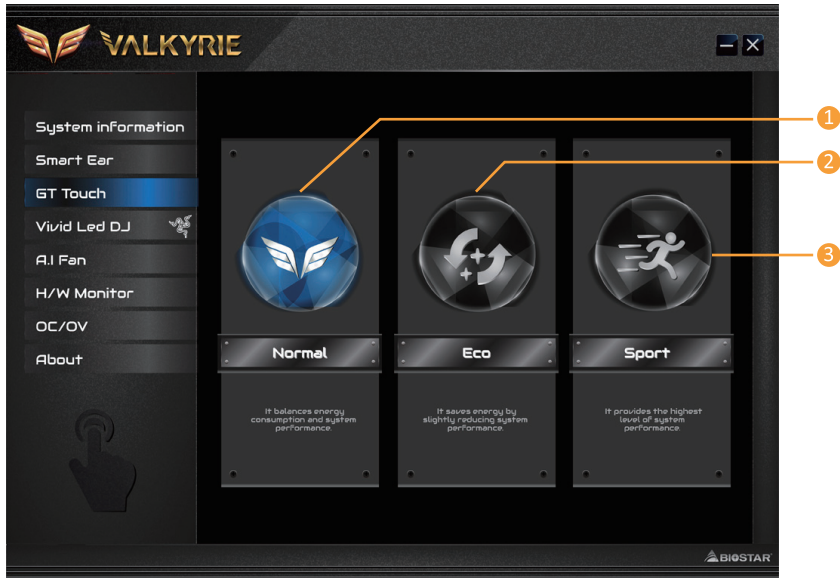 VALKYRIE
System information
Smart Ear
GT Touch
Vivid Led DJ
A.I Fan
H/W Monitor
OC/OV
About
1
2
3
Normal
It balances energy
consumption and system
performance.
Eco
It saves energy by
slightly reducing system
performance.
Sport
It provides the highest
level of system
performance.
BIOSTAR